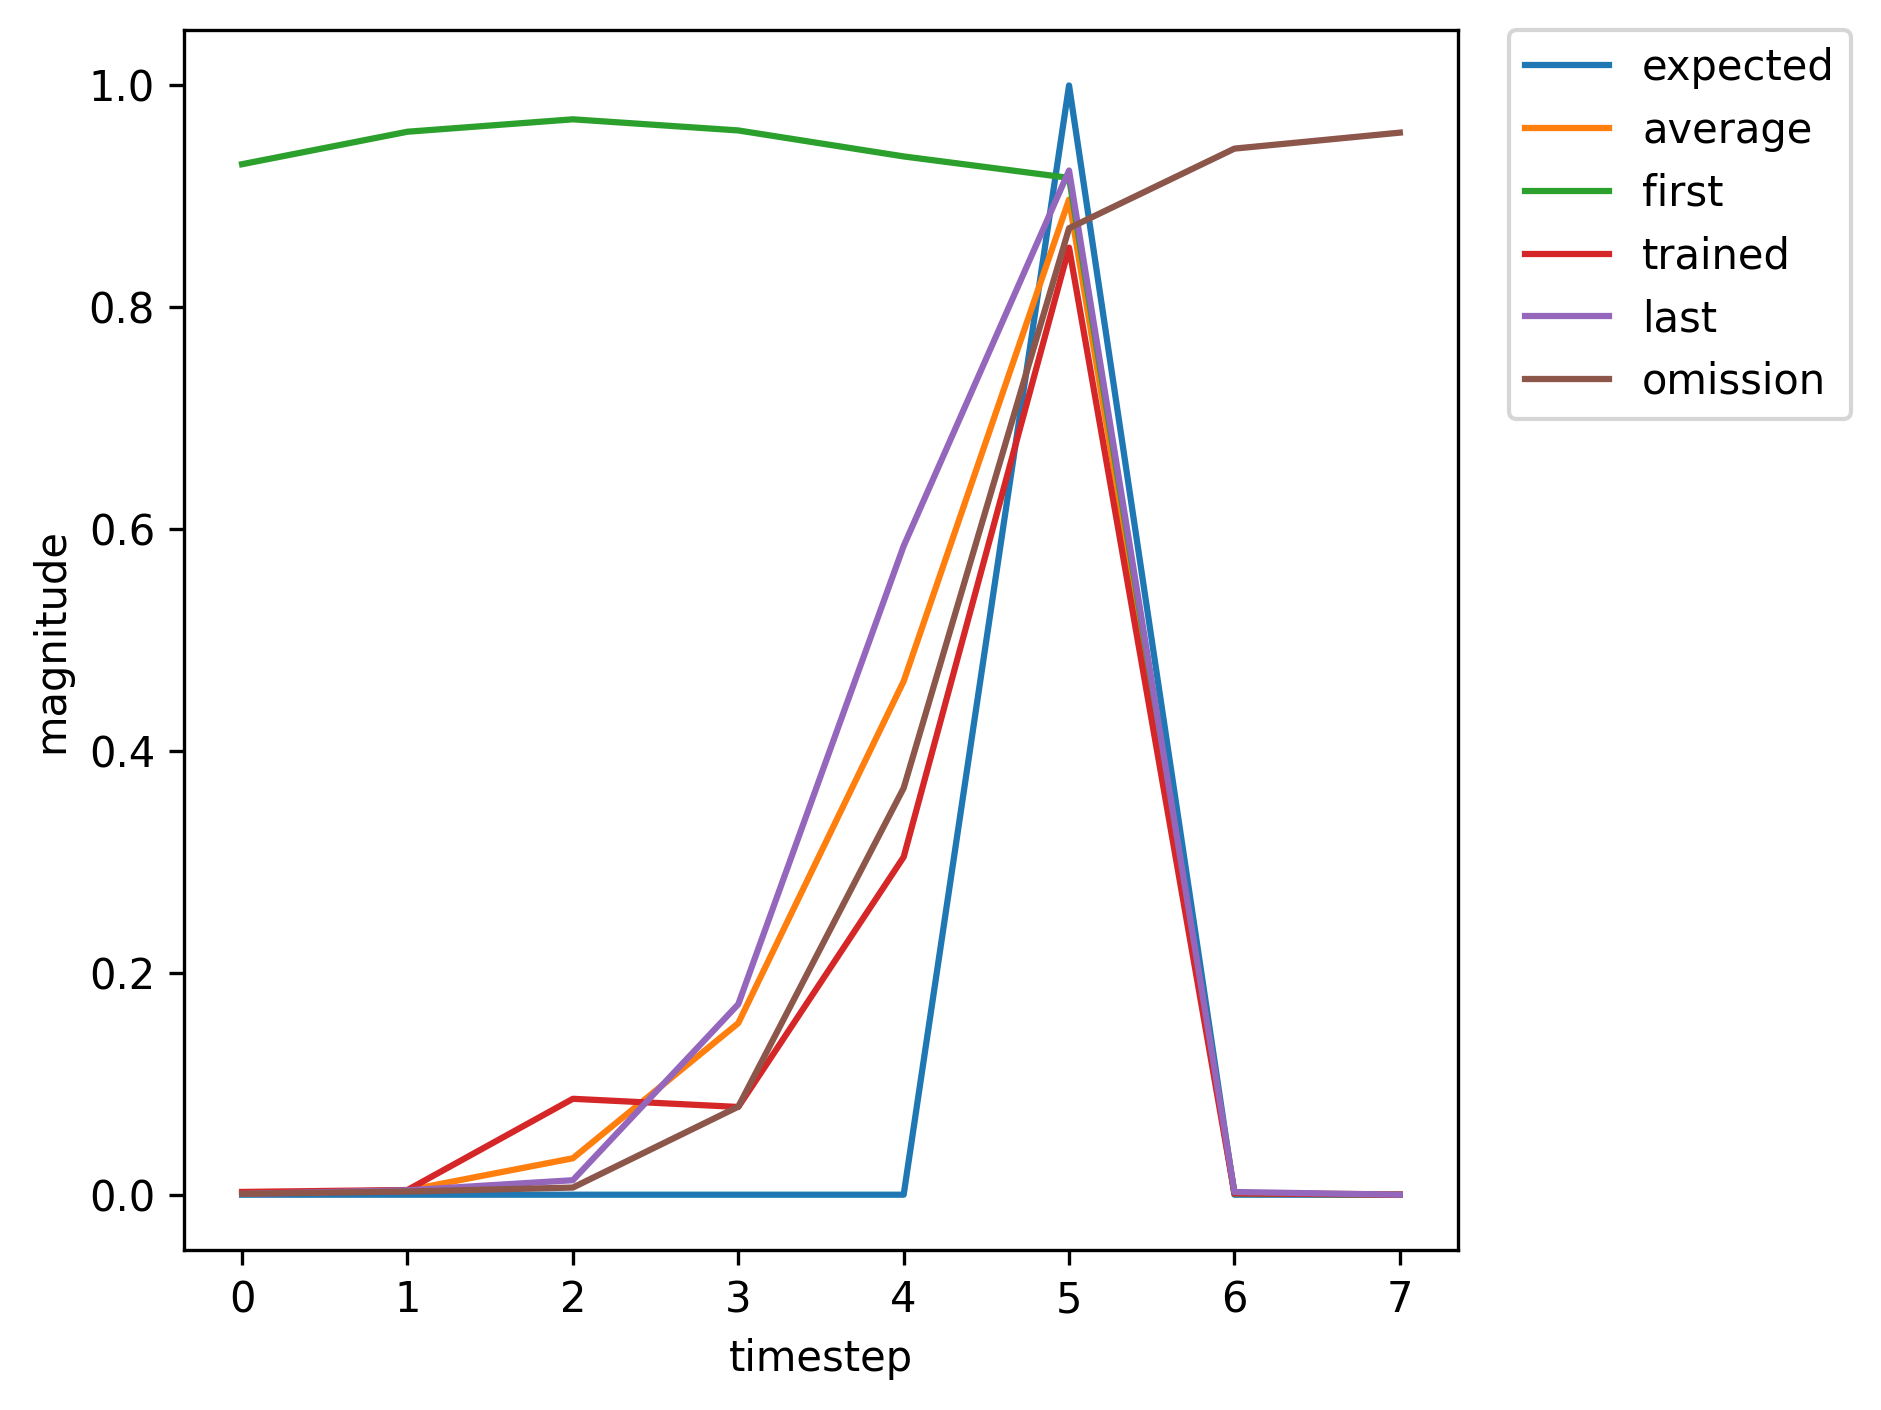 1.0
0.8
0.6
0.4
0.2
0.0
magnitude
0 1 2 3 4 5 6 7
timestep
expected
average
first
trained
last
omission